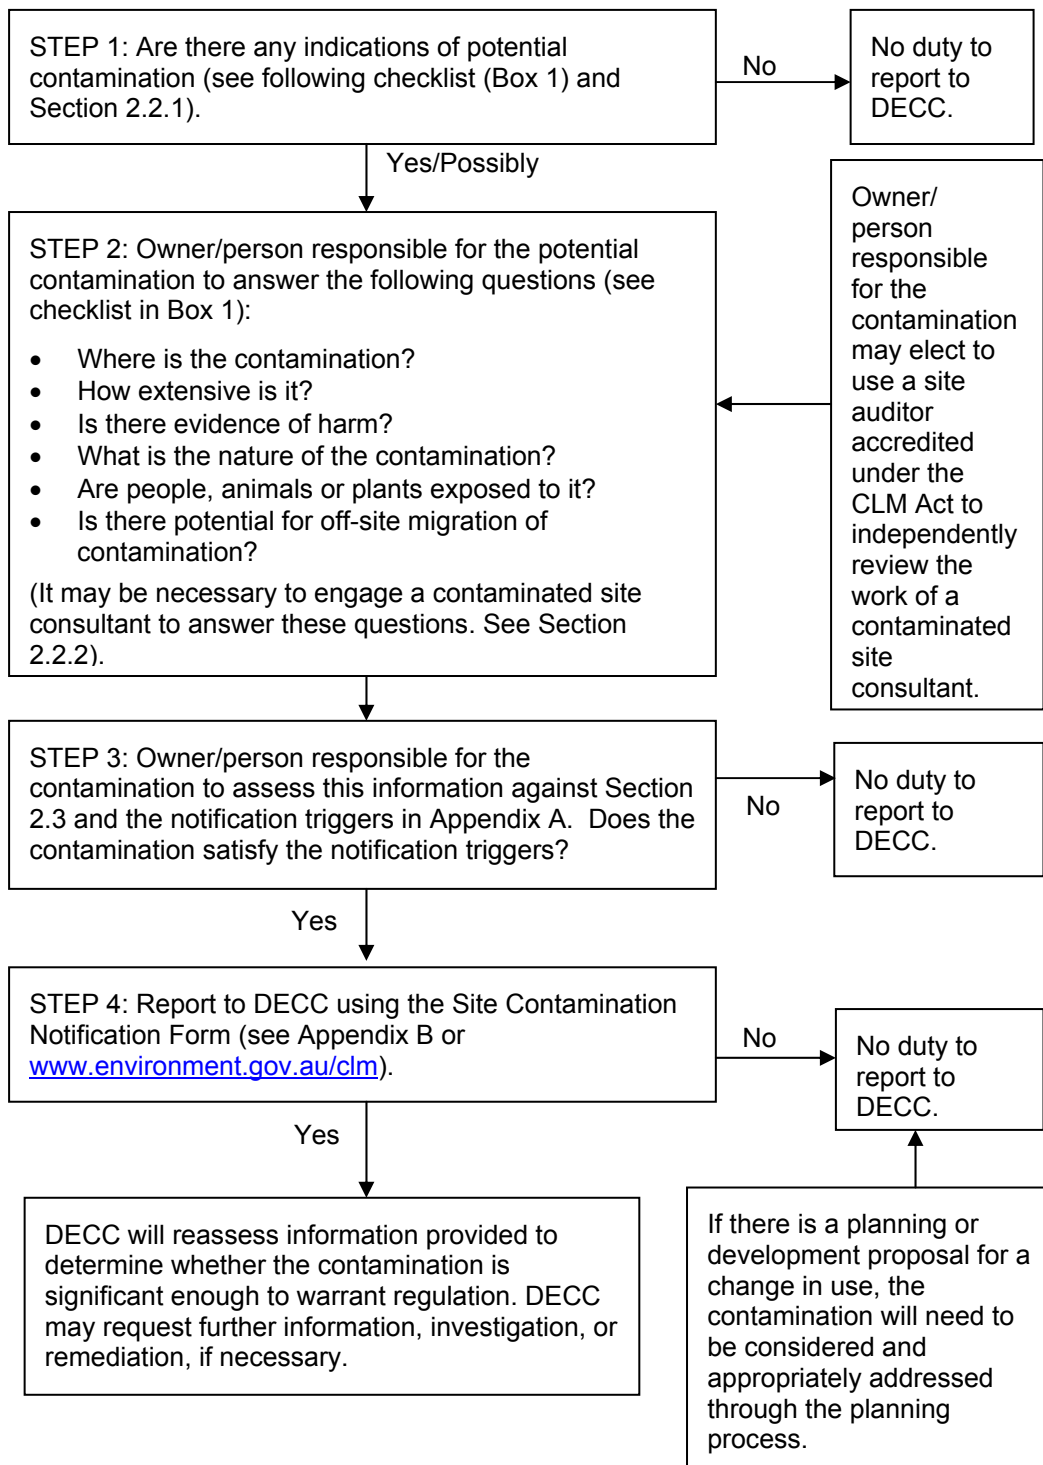 STEP 1: Are there any indications of potential
contamination (see following checklist (Box 1) and
Section 2.2.1).
No
No duty to
report to
DECC.
Yes/Possibly
STEP 2: Owner/person responsible for the potential
contamination to answer the following questions (see
checklist in Box 1):
• Where is the contamination?
• How extensive is it?
• Is there evidence of harm?
• What is the nature of the contamination?
• Are people, animals or plants exposed to it?
• Is there potential for off-site migration of
contamination?
(It may be necessary to engage a contaminated site
consultant to answer these questions. See Section
2.2.2).
Owner/
person
responsible
for the
contamination
may elect to
use a site
auditor
accredited
under the
CLM Act to
independently
review the
work of a
contaminated
site
consultant.
STEP 3: Owner/person responsible for the
contamination to assess this information against Section
2.3 and the notification triggers in Appendix A.  Does the
contamination satisfy the notification triggers?
No
No duty to
report to
DECC.
Yes
STEP 4: Report to DECC using the Site Contamination
Notification Form (see Appendix B or
www.environment.gov.au/clm).
No
No duty to
report to
DECC.
Yes
DECC will reassess information provided to
determine whether the contamination is
significant enough to warrant regulation. DECC
may request further information, investigation, or
remediation, if necessary.
If there is a planning or
development proposal for a
change in use, the
contamination will need to
be considered and
appropriately addressed
through the planning
process.